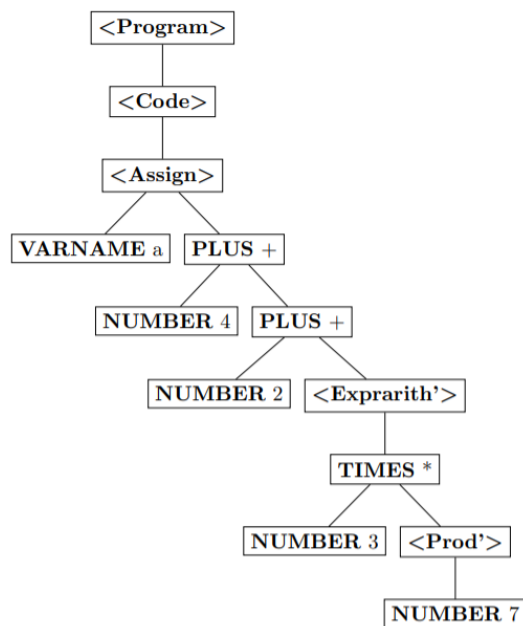 <Program>
<Code>
<Assign>
VARNAME a
PLUS +
NUMBER 4
PLUS +
NUMBER 2
<Exprarith’>
TIMES *
NUMBER 3
<Prod’>
NUMBER 7